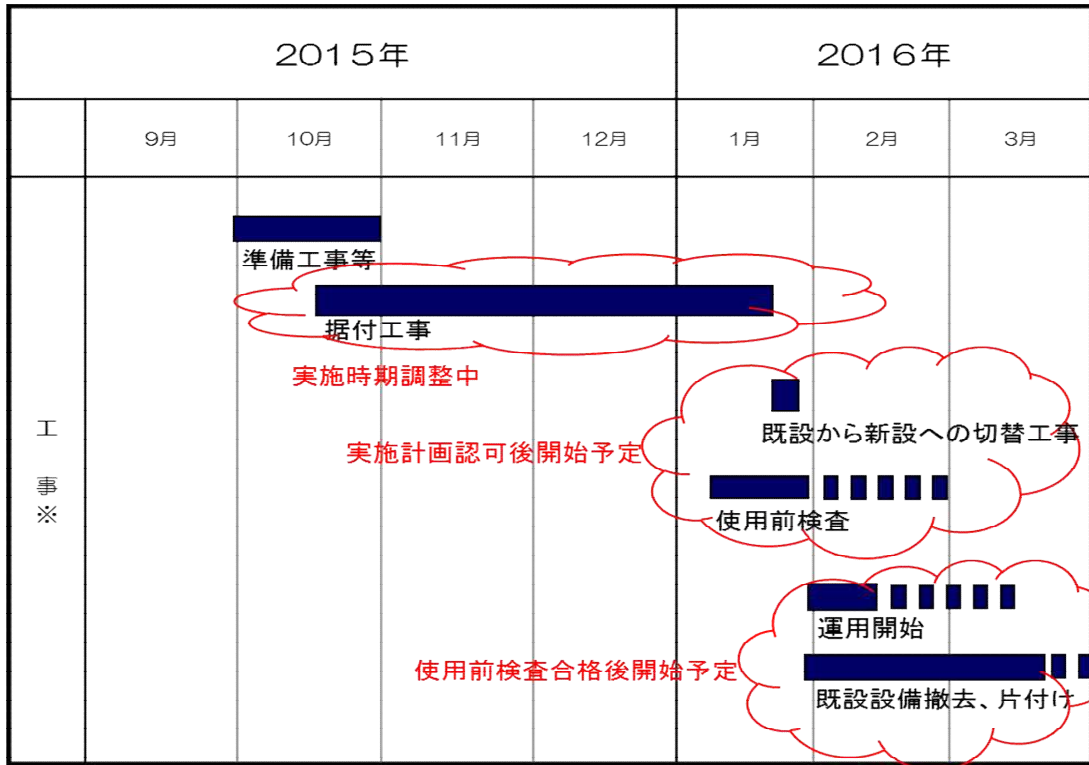 2015年
2016年
9月
10月
11月
12月
1月
2月
3月
準備工事等
据付工事
実施時期調整中
既設から新設への切替工事
工事※
実施計画認可後開始予定
使用前検査
運用開始
使用前検査合格後開始予定
既設設備撤去、片付け